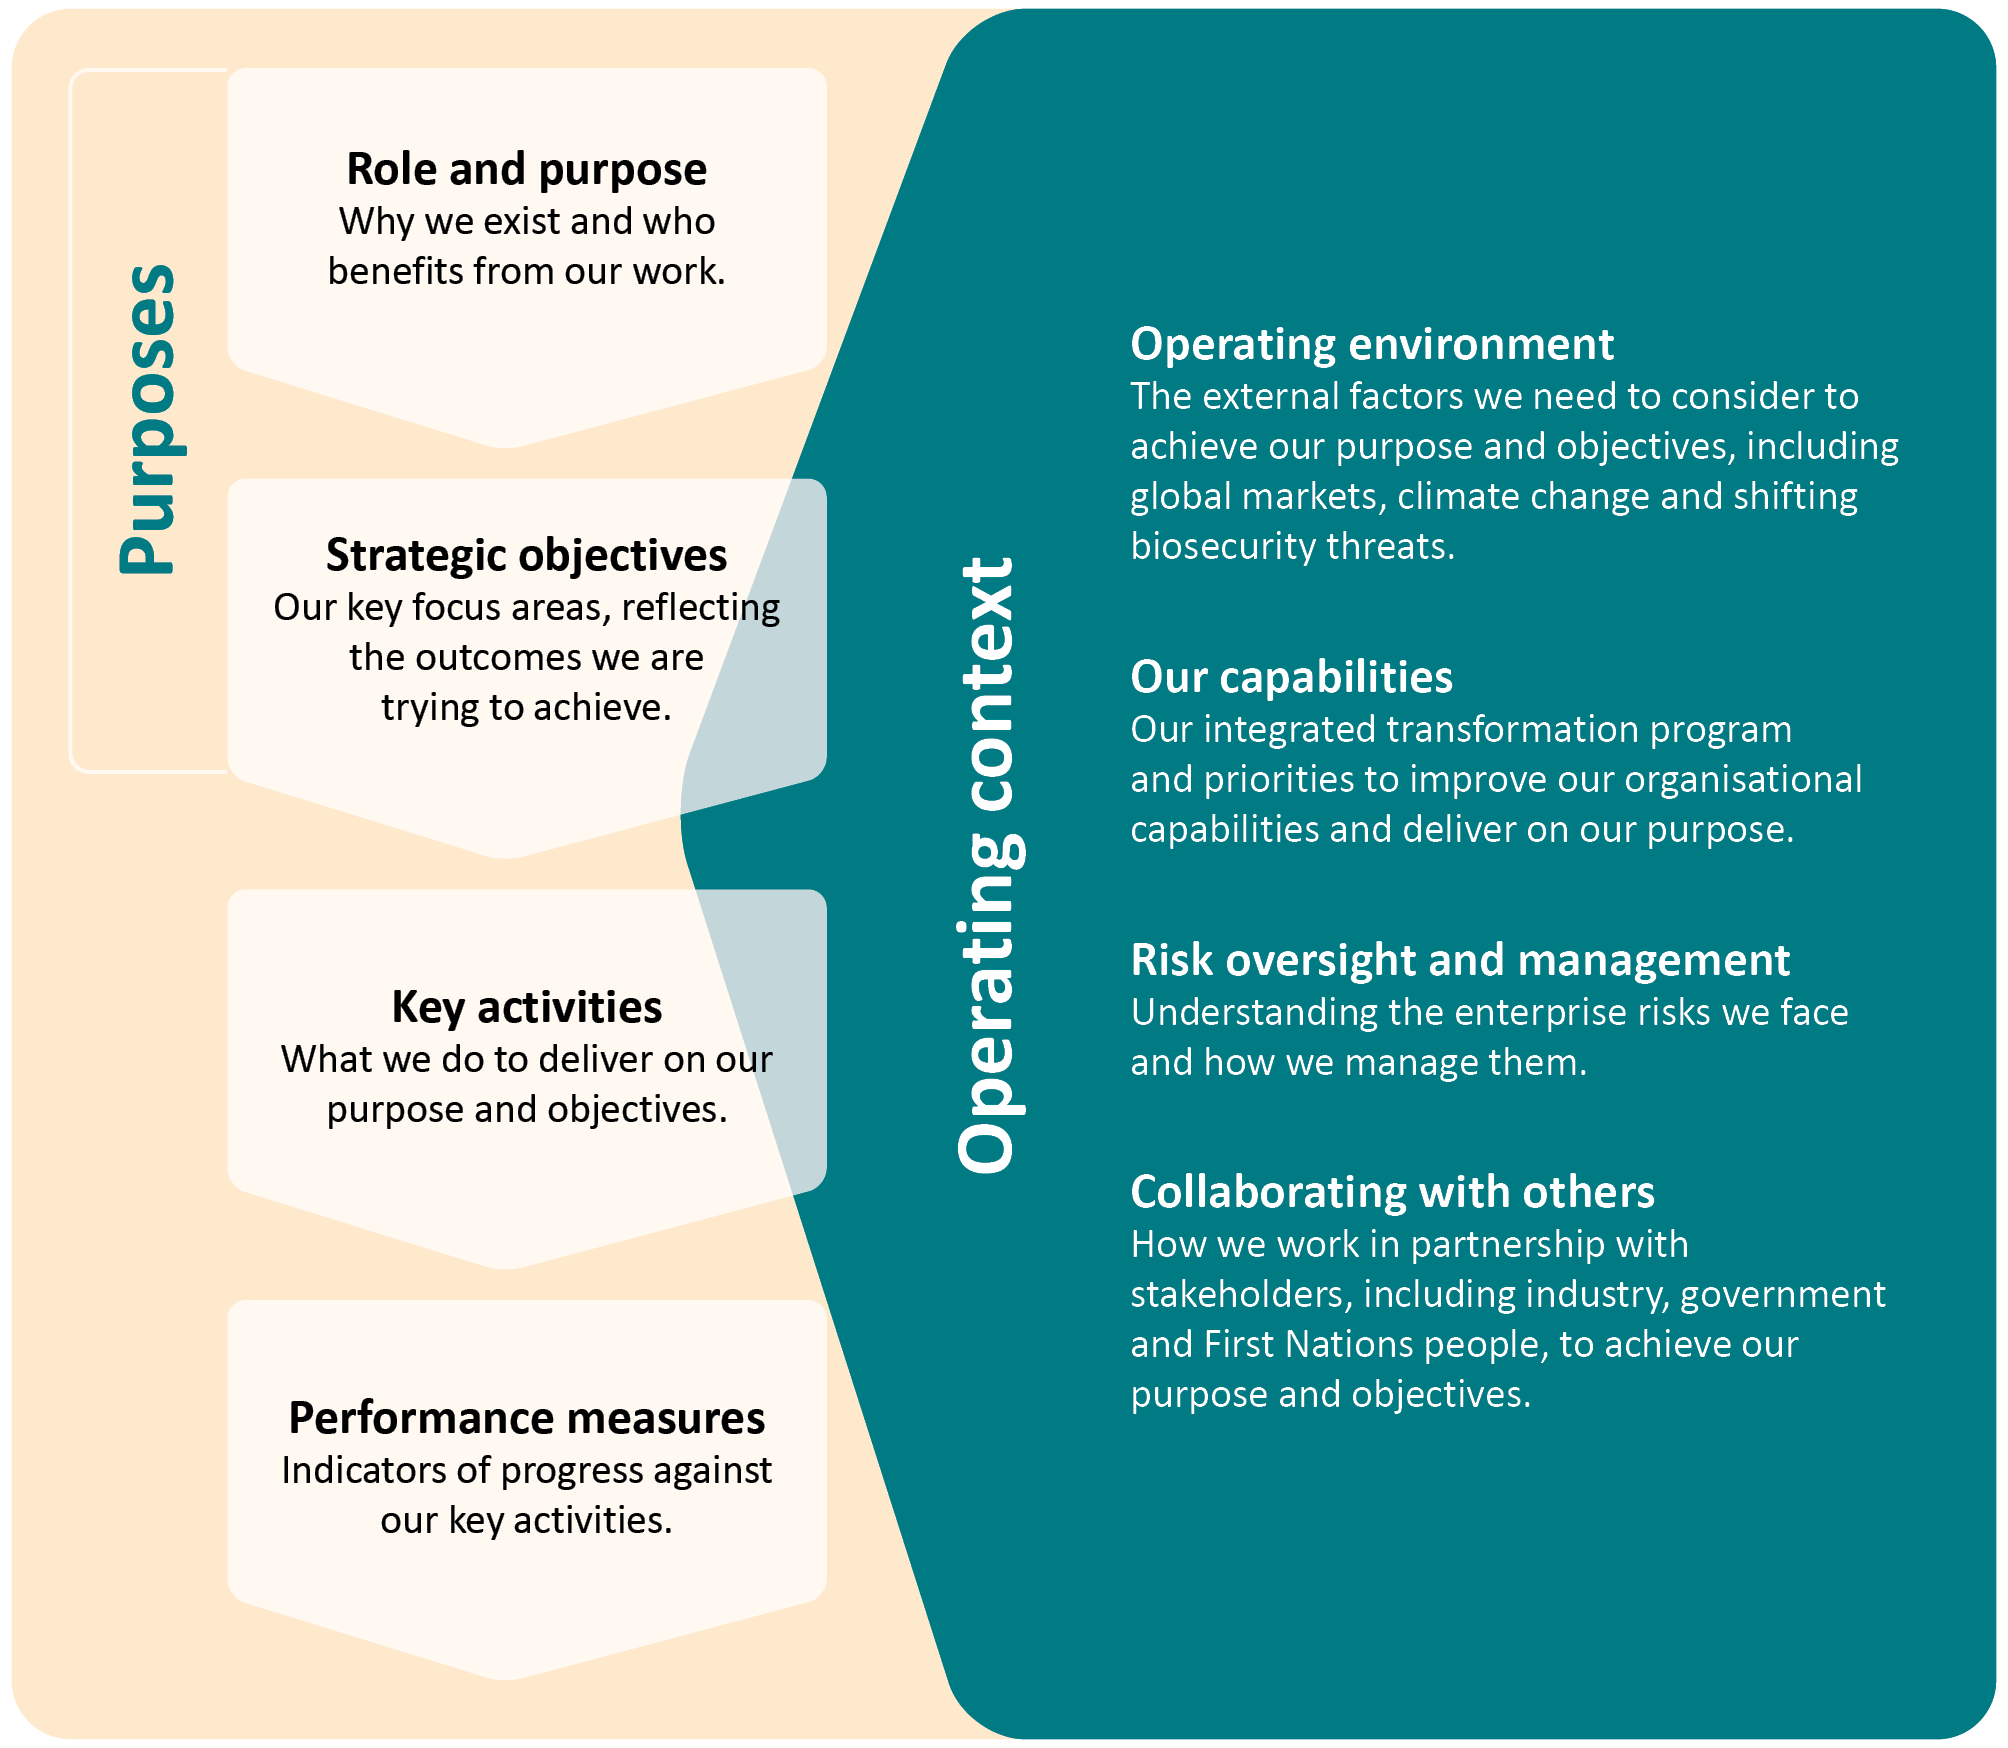 Purposes
Role and purpose
Why we exist and who
benefits from our work.
Strategic objectives
Our key focus areas, reflecting
the outcomes we are
trying to achieve.
Key activities
What we do to deliver on our
purpose and objectives.
Performance measures
Indicators of progress against
our key activities.
Operating context
Operating environment
The external factors we need to consider to
achieve our purpose and objectives, including
global markets, climate change and shifting
biosecurity threats.
Our capabilities
Our integrated transformation program
and priorities to improve our organisational
capabilities and deliver on our purpose.
Risk oversight and management
Understanding the enterprise risks we face
and how we manage them.
Collaborating with others
How we work in partnership with
stakeholders, including industry, government
and First Nations people, to achieve our
purpose and objectives.